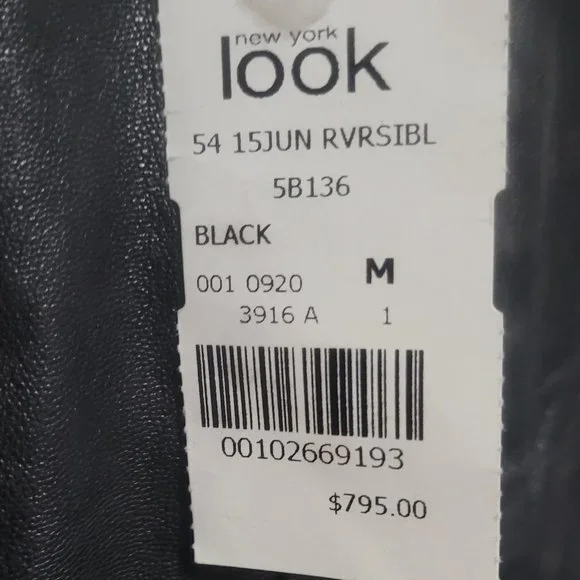 new york
look
54 15JUN RVRSIBL
5B136
BLACK
001 0920 M
3916 A 1
00102669193
$795.00